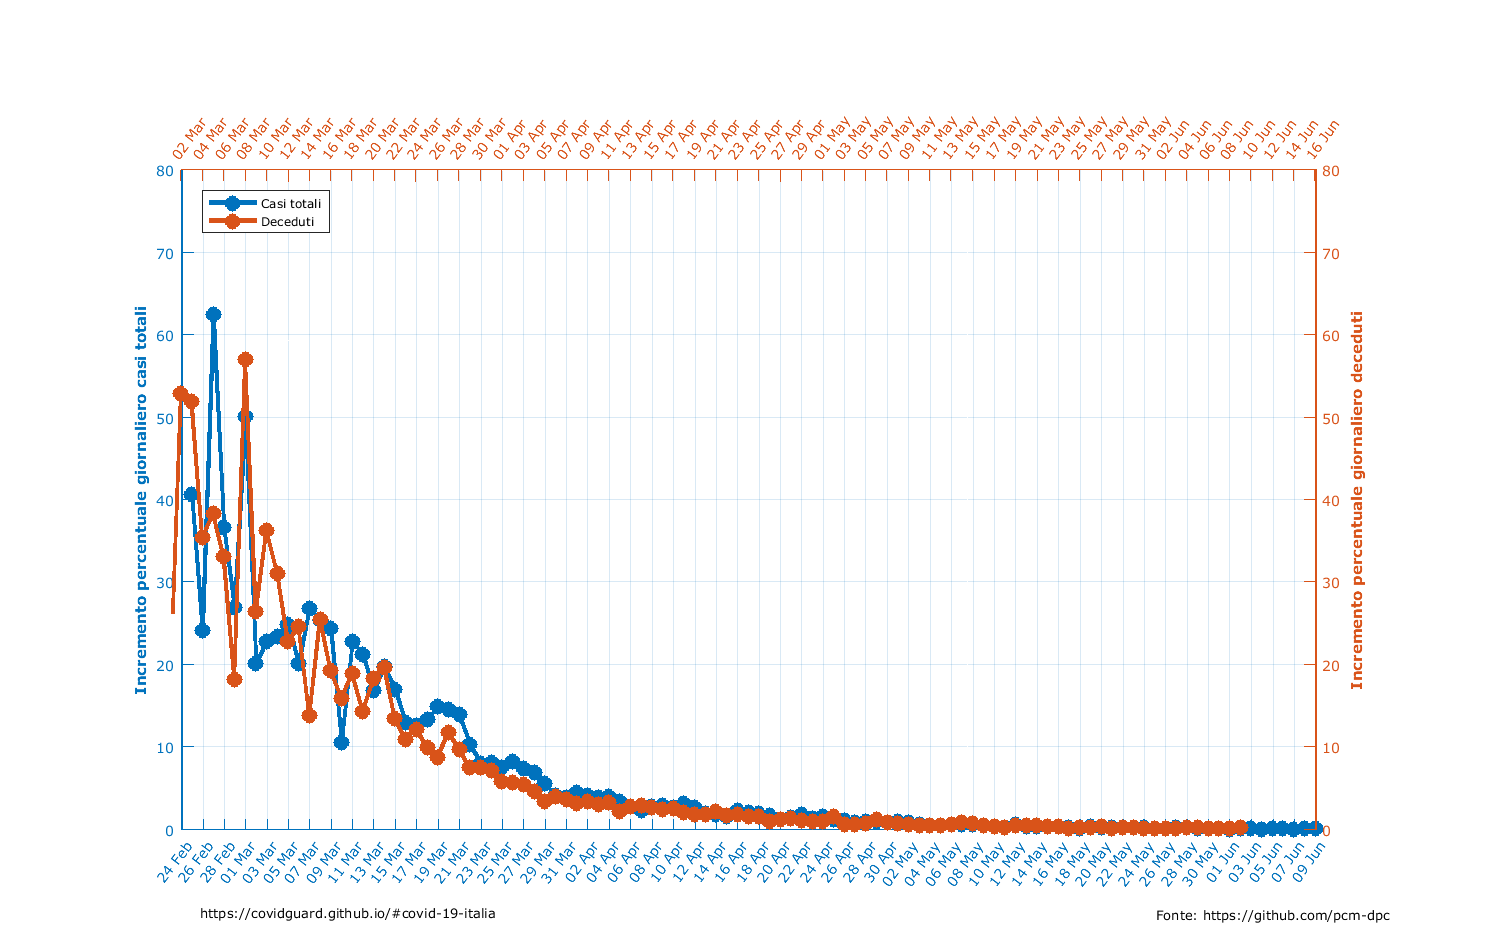 02 Mar 04 Mar 06 Mar 08 Mar 10 Mar 12 Mar 14 Mar 16 Mar 18 Mar 20 Mar 22 Mar 24 Mar 26 Mar 28 Mar 30 Mar 01 Apr 03 Apr 05 Apr 07 Apr 09 Apr 11 Apr 13 Apr 15 Apr 17 Apr 19 Apr 21 Apr 23 Apr 25 Apr 27 Apr 29 Apr 01 May 03 May 05 May 07 May 09 May 11 May 13 May 15 May 17 May 19 May 21 May 23 May 25 May 27 May 29 May 31 May 02 Jun 04 Jun 06 Jun 08 Jun 10 Jun 12 Jun 14 Jun 16 Jun
Incremento percentuale giornaliero casi totali
80
70
60
50
40
30
20
10
0
Casi totali
Deceduti
80
70
60
50
40
30
20
10
0
Incremento percentuale giornaliero deceduti
24 Feb 26 Feb 28 Feb 01 Mar 03 Mar 05 Mar 07 Mar 09 Mar 11 Mar 13 Mar 15 Mar 17 Mar 19 Mar 21 Mar 23 Mar 25 Mar 27 Mar 29 Mar 31 Mar 02 Apr 04 Apr 06 Apr 08 Apr 10 Apr 12 Apr 14 Apr 16 Apr 18 Apr 20 Apr 22 Apr 24 Apr 26 Apr 28 Apr 30 Apr 02 May 04 May 06 May 08 May 10 May 12 May 14 May 16 May 18 May 20 May 22 May 24 May 26 May 28 May 30 May 01 Jun 03 Jun 05 Jun 07 Jun 09 Jun
https://covidguard.github.io/#covid-19-italia
Fonte: https://github.com/pcm-dpc